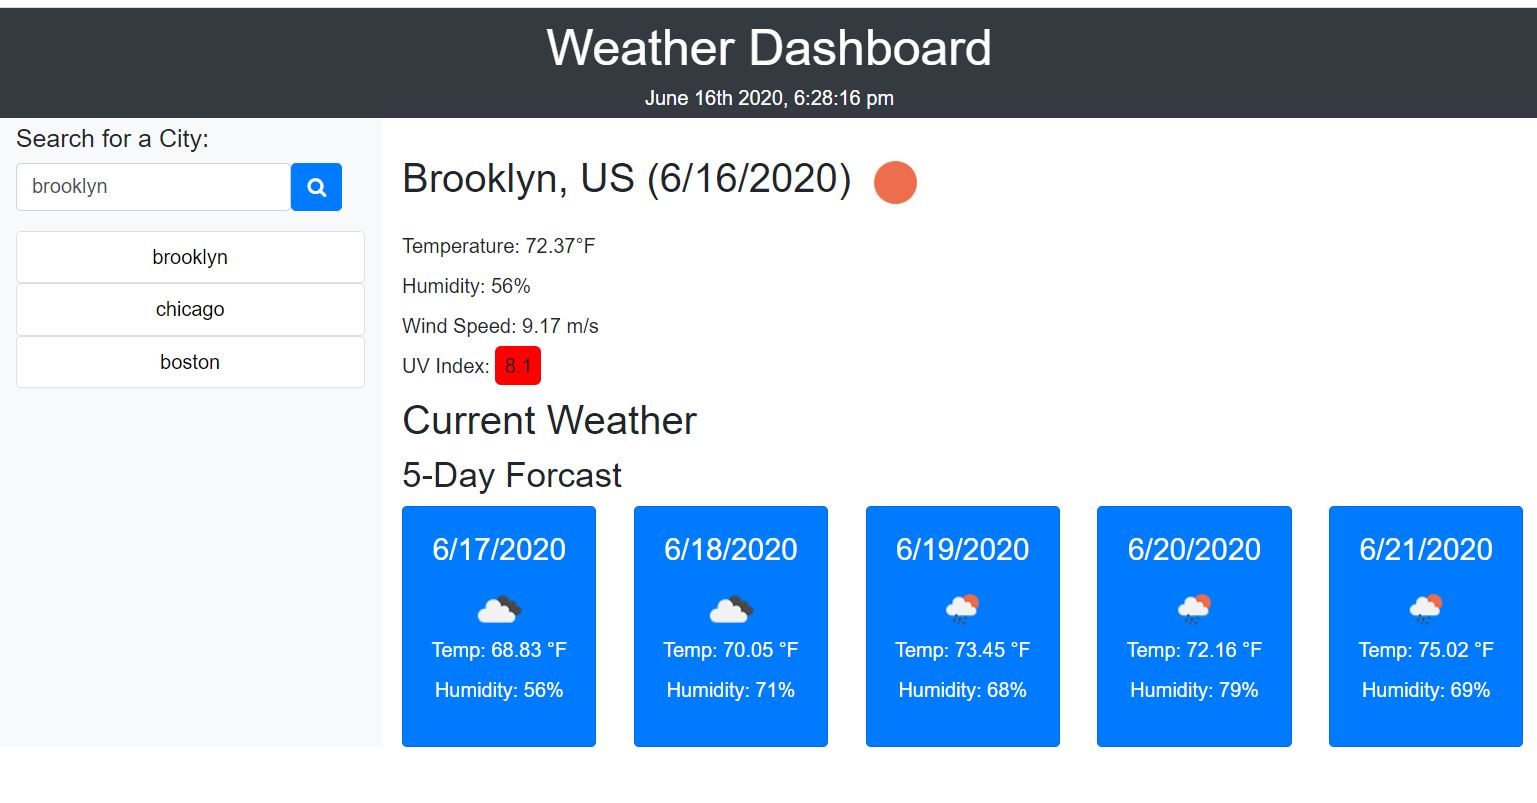 Weather Dashboard
June 16th 2020, 6:28:16 pm
Search for a City:
brooklyn
brooklyn
chicago
boston
Brooklyn, US (6/16/2020)
Temperature: 72.37°F
Humidity: 56%
Wind Speed: 9.17 m/s
UV Index: 8.1
Current Weather
5-Day Forcast
6/17/2020
Temp: 68.83 °F
Humidity: 56%
6/18/2020
Temp: 70.05 °F
Humidity: 71%
6/19/2020
Temp: 73.45 °F
Humidity: 68%
6/20/2020
Temp: 72.16 °F
Humidity: 79%
6/21/2020
Temp: 75.02 °F
Humidity: 69%